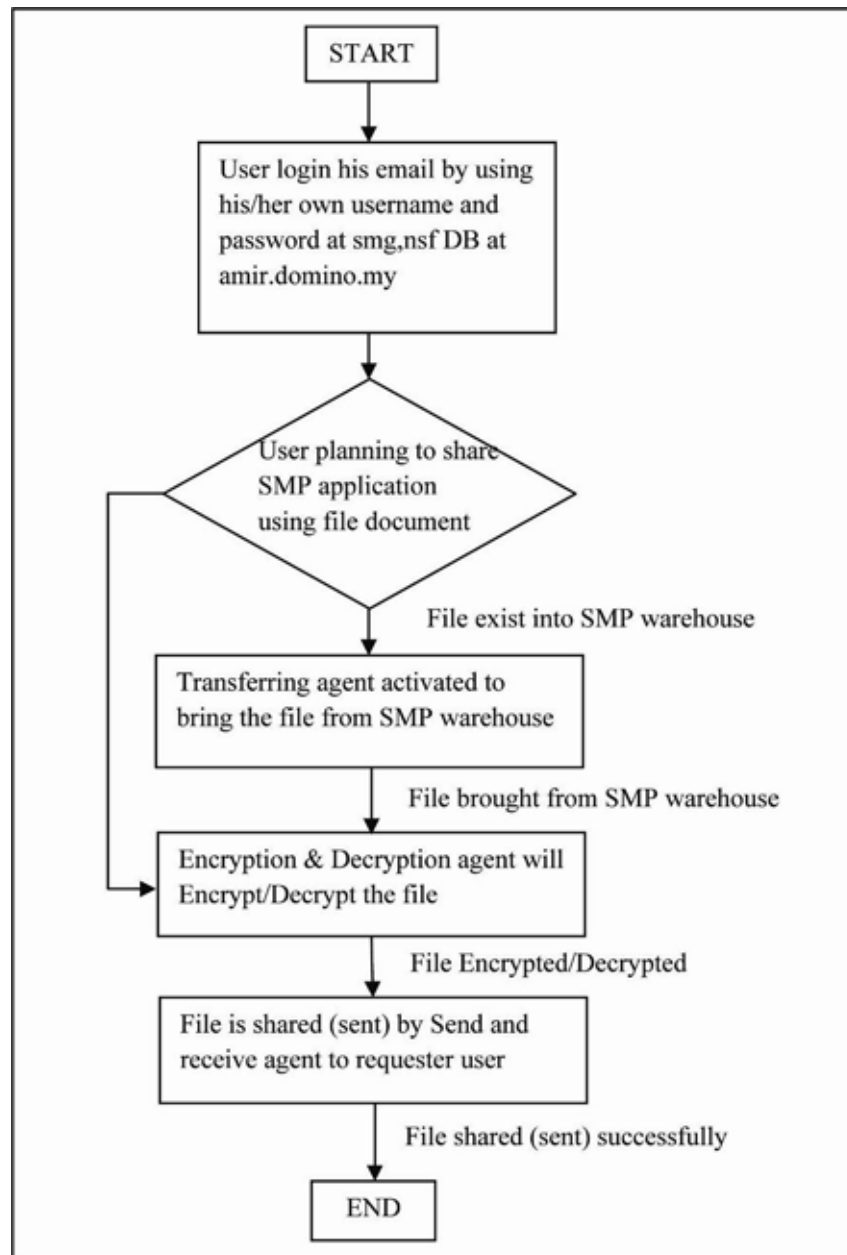 START
User login his email by using
his/her own username and
password at smg,nsf DB at
amir.domino.my
User planning to share
SMP application
using file document
File exist into SMP warehouse
Transferring agent activated to
bring the file from SMP warehouse
File brought from SMP warehouse
Encryption & Decryption agent will
Encrypt/Decrypt the file
File Encrypted/Decrypted
File is shared (sent) by Send and
receive agent to requester user
File shared (sent) successfully
END